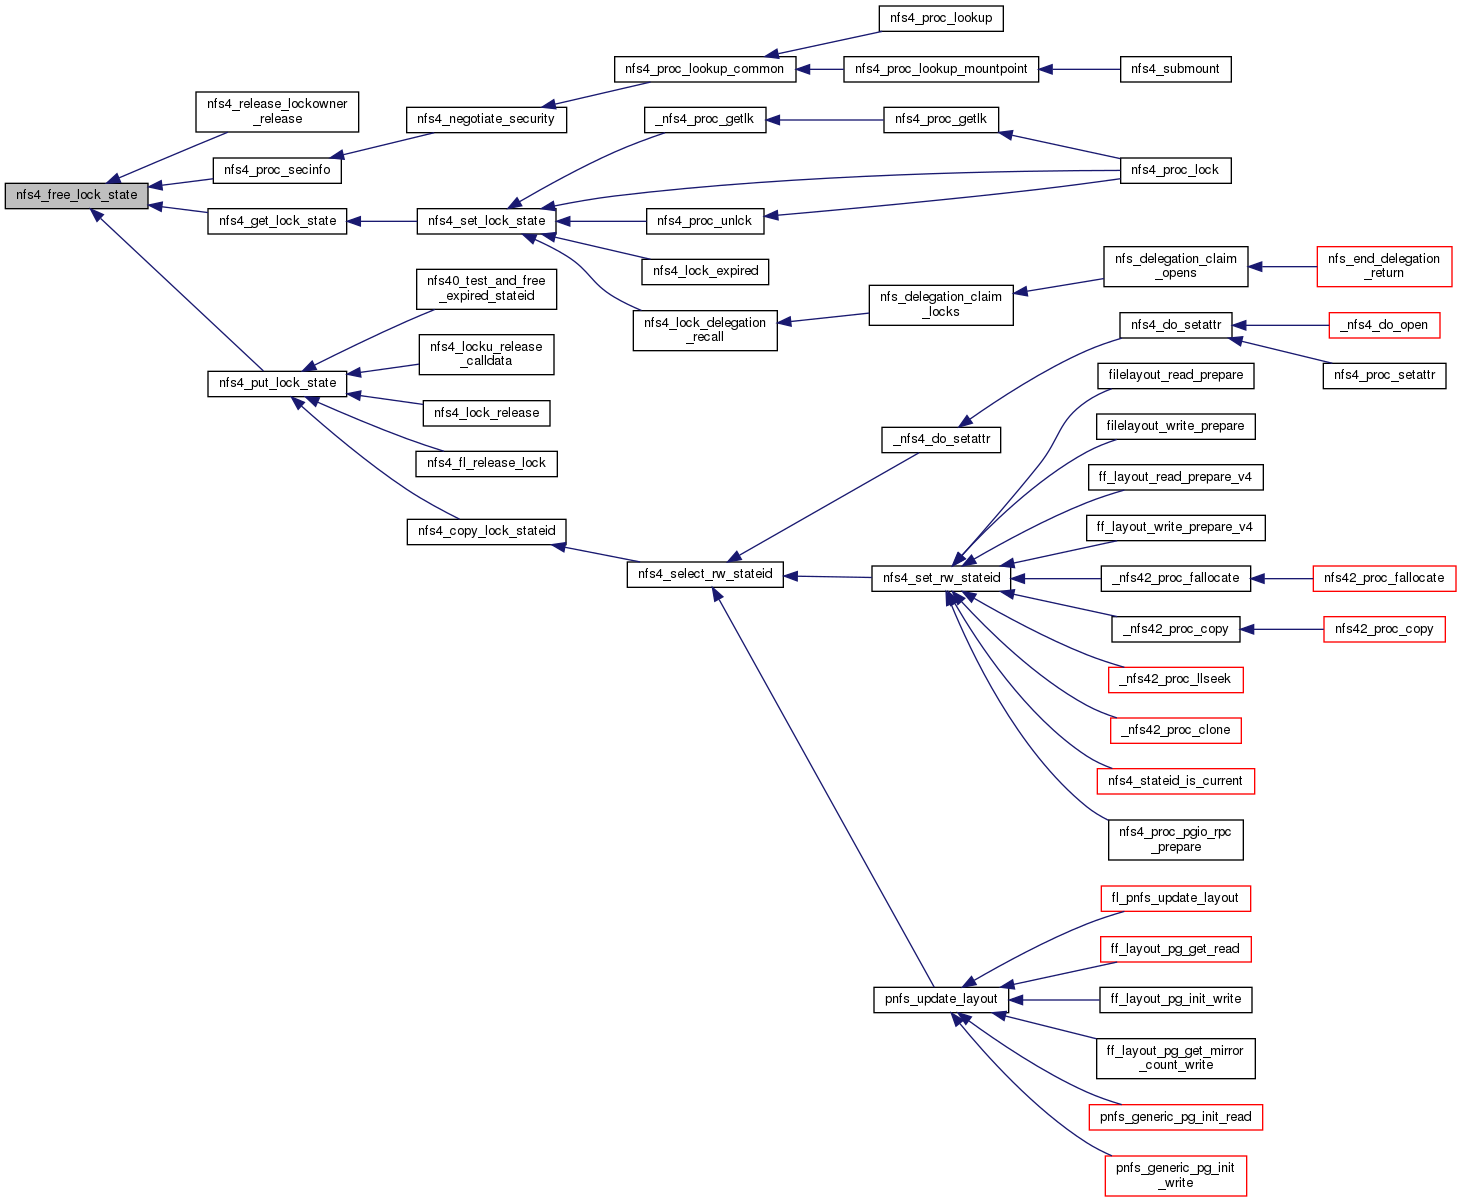 nfs4_proc_lookup
nfs4_proc_lookup_common
nfs4_proc_lookup_mountpoint
nfs4_submount
nfs4_release_lockowner
_release
nfs4_negotiate_security
_nfs4_proc_getlk
nfs4_proc_getlk
nfs4_proc_secinfo
nfs4_proc_lock
nfs4_free_lock_state
nfs4_get_lock_state
nfs4_set_lock_state
nfs4_proc_unlck
nfs4_lock_expired
nfs_delegation_claim
_opens
nfs_end_delegation
_return
nfs40_test_and_free
_expired_stateid
nfs_delegation_claim
_locks
nfs4_lock_delegation
_recall
nfs4_do_setattr
_nfs4_do_open
nfs4_locku_release
_calldata
filelayout_read_prepare
nfs4_proc_setattr
nfs4_put_lock_state
nfs4_lock_release
filelayout_write_prepare
_nfs4_do_setattr
nfs4_fl_release_lock
ff_layout_read_prepare_v4
nfs4_copy_lock_stateid
ff_layout_write_prepare_v4
nfs4_select_rw_stateid
nfs4_set_rw_stateid
_nfs42_proc_fallocate
nfs42_proc_fallocate
_nfs42_proc_copy
nfs42_proc_copy
_nfs42_proc_llseek
_nfs42_proc_clone
nfs4_stateid_is_current
nfs4_proc_pgio_rpc
_prepare
fl_pnfs_update_layout
ff_layout_pg_get_read
pnfs_update_layout
ff_layout_pg_init_write
ff_layout_pg_get_mirror
_count_write
pnfs_generic_pg_init_read
pnfs_generic_pg_init
_write